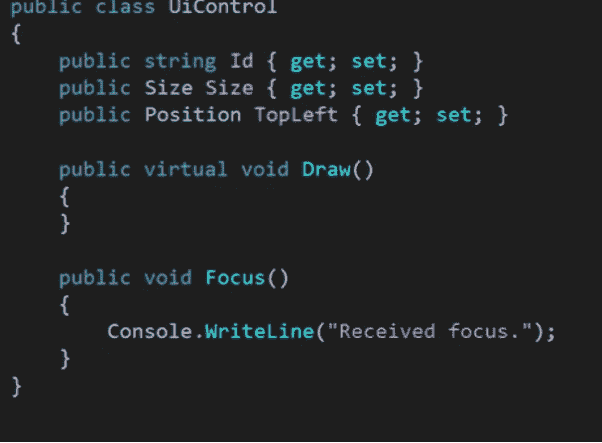 public class UiControl
{
    public string Id { get; set; }
    public Size Size { get; set; }
    public Position TopLeft { get; set; }

    public virtual void Draw()
    {
    }

    public void Focus()
    {
        Console.WriteLine("Received focus.");
    }
}